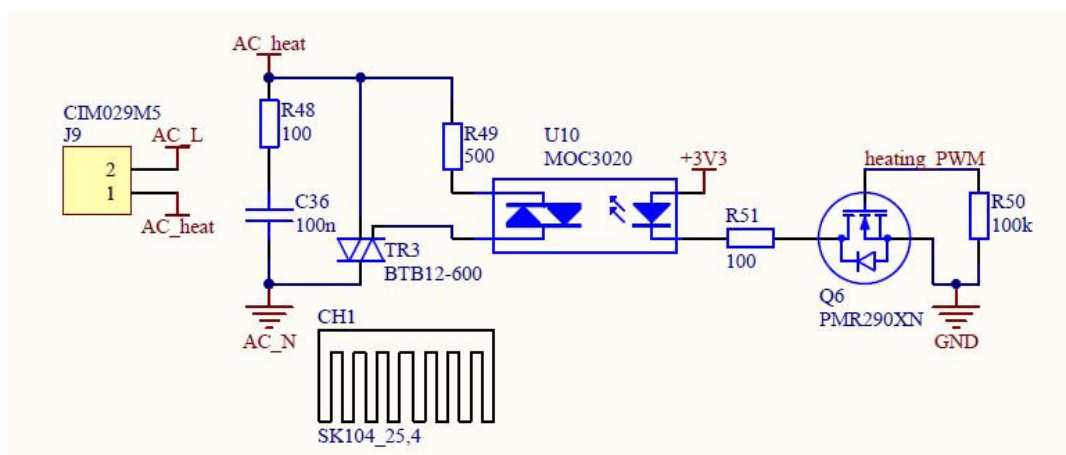 AC_heat
CIM029M5
J9
AC_L
2
1
AC_heat
R48
100
C36
100n
R49
500
U10
MOC3020
+3V3
heating_PWM
R50
100k
R51
100
TR3
BTB12-600
Q6
PMR290XN
AC_N
GND
CH1
SK104_25,4